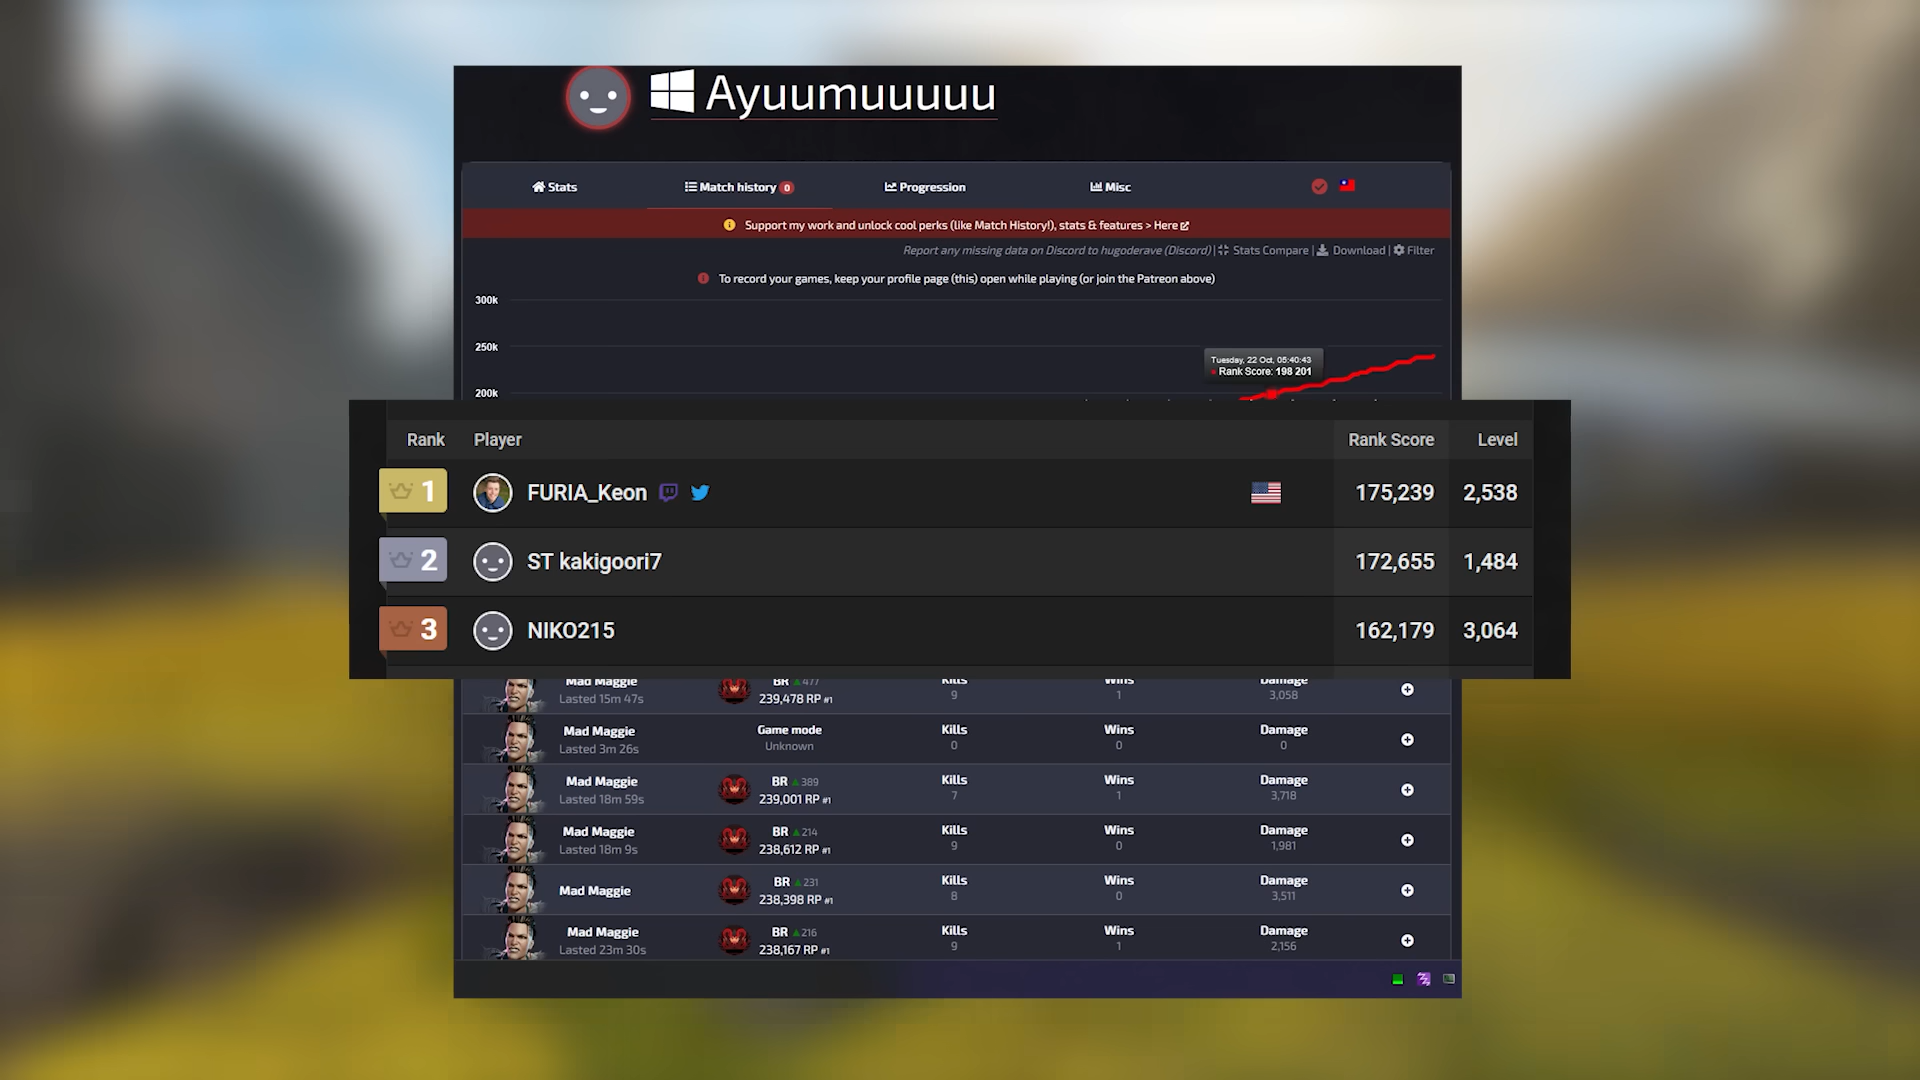 Ayuumuuuuu
Stats Match history 0 Progression Misc
Support my work and unlock cool perks (like Match History!), stats & features > Here
Report any missing data on Discord to hugoderave (Discord) | Stats Compare | Download | Filter
To record your games, keep your profile page (this) open while playing (or join the Patreon above)
300k
250k
Tuesday, 22 Oct, 05:40:43
Rank Score: 198 201
200k
Rank Player Rank Score Level
1 FURIA_Keon 175,239 2,538
2 ST kakigoori7 172,655 1,484
3 NIKO215 162,179 3,064
Mad Maggie BR 477 Kills Wins Damage
Lasted 15m 47s 239,478 RP #1 9 1 3,058
Mad Maggie Game mode Kills Wins Damage
Lasted 3m 26s Unknown 0 0 0
Mad Maggie BR 389 Kills Wins Damage
Lasted 18m 59s 239,001 RP #1 7 1 3,718
Mad Maggie BR 214 Kills Wins Damage
Lasted 18m 9s 238,612 RP #1 9 0 1,981
Mad Maggie BR 231 Kills Wins Damage
238,398 RP #1 8 0 3,511
Mad Maggie BR 216 Kills Wins Damage
Lasted 23m 30s 238,167 RP #1 9 1 2,156